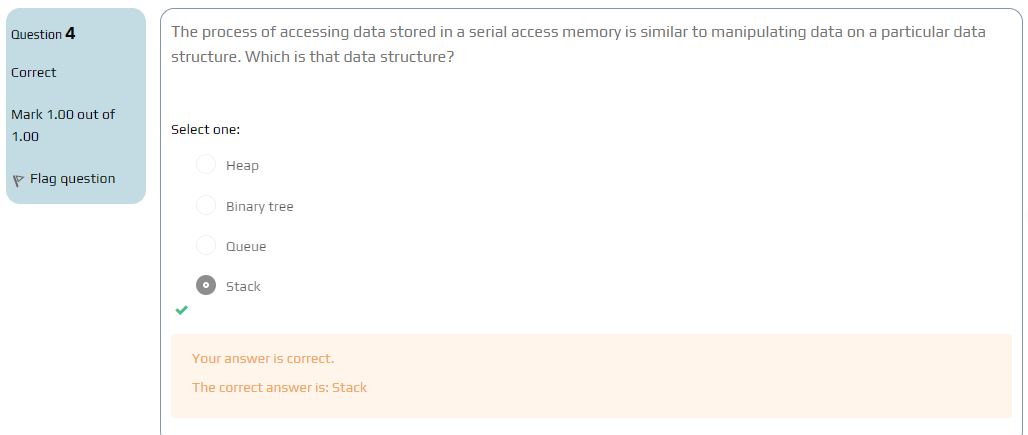 Question 4
Correct
Mark 1.00 out of
1.00
Flag question
The process of accessing data stored in a serial access memory is similar to manipulating data on a particular data
structure. Which is that data structure?
Select one:
Heap
Binary tree
Queue
Stack
Your answer is correct.
The correct answer is: Stack